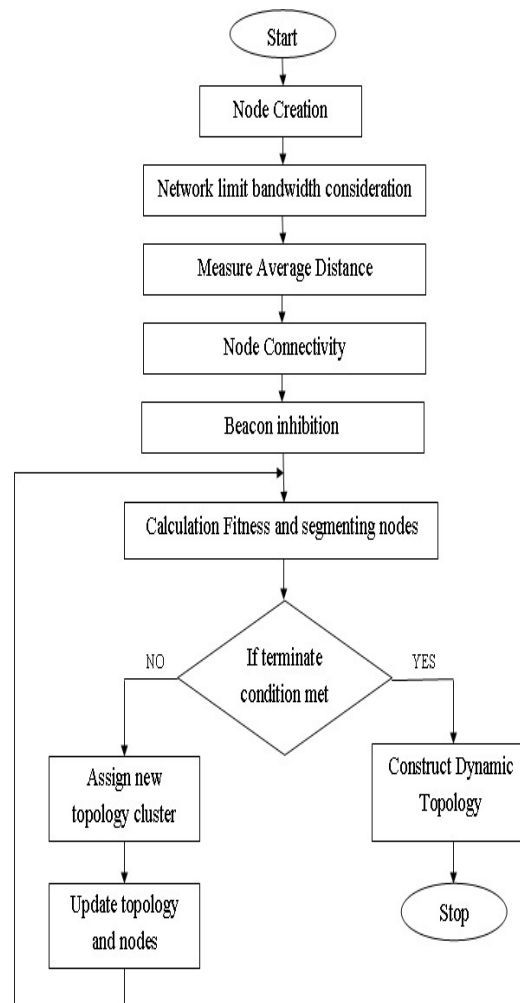 Start
Node Creation
Network limit bandwidth consideration
Measure Average Distance
Node Connectivity
Beacon inhibition
Calculation Fitness and segmenting nodes
If terminate
condition met
NO
YES
Assign new
topology cluster
Construct Dynamic
Topology
Update topology
and nodes
Stop